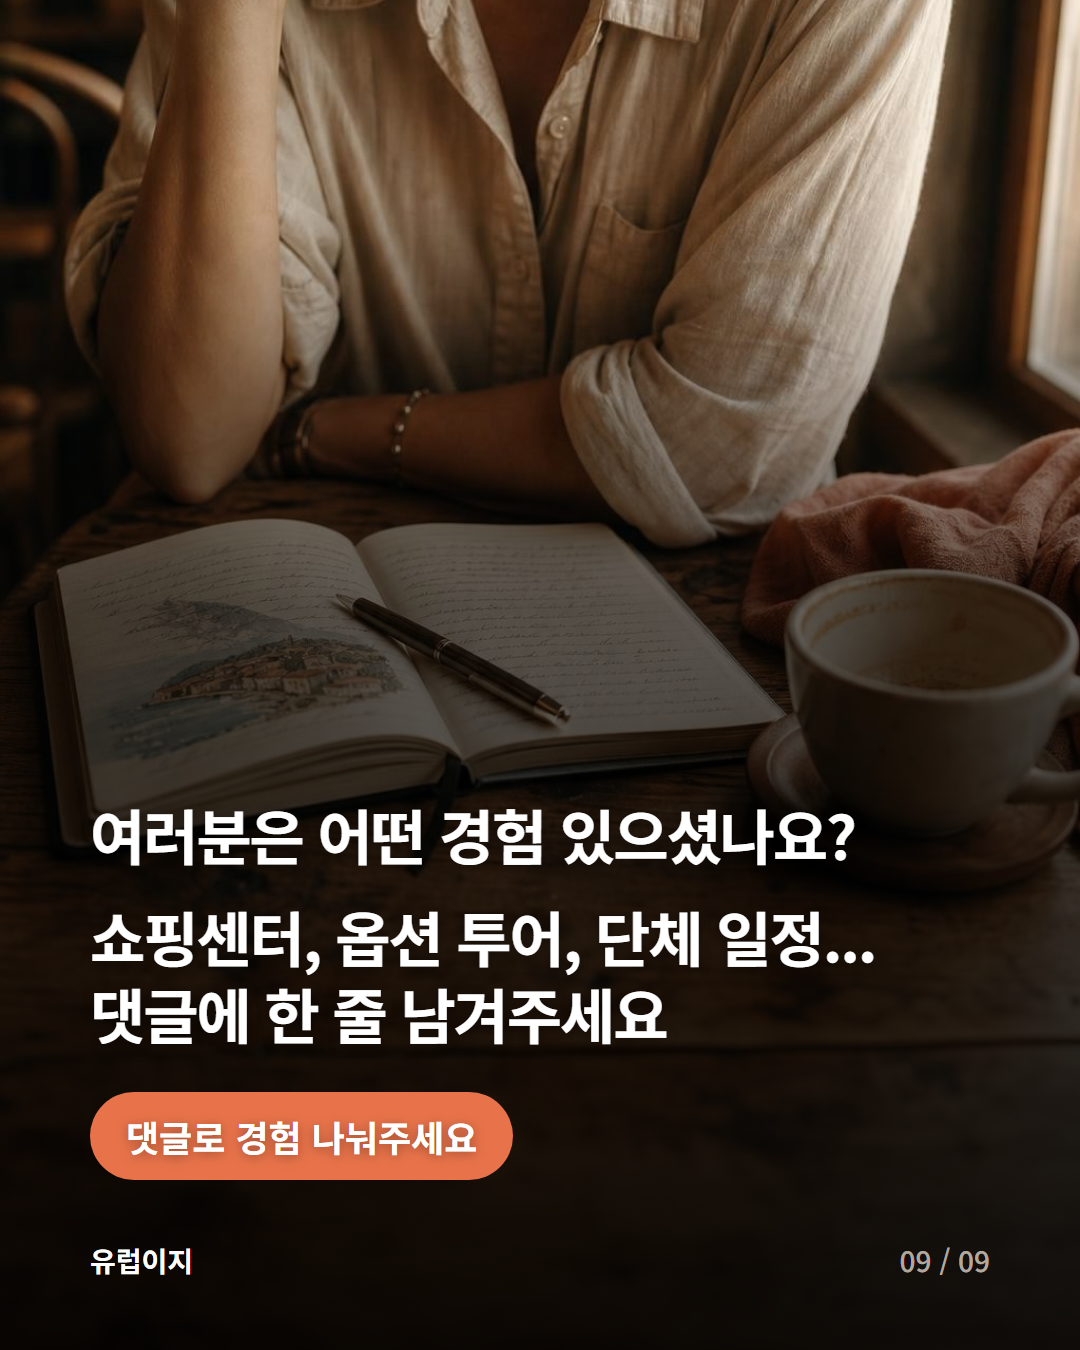 여러분은 어떤 경험 있으셨나요?
쇼핑센터, 옵션 투어, 단체 일정...
댓글에 한 줄 남겨주세요
댓글로 경험 나눠주세요
유럽이지
09 / 09